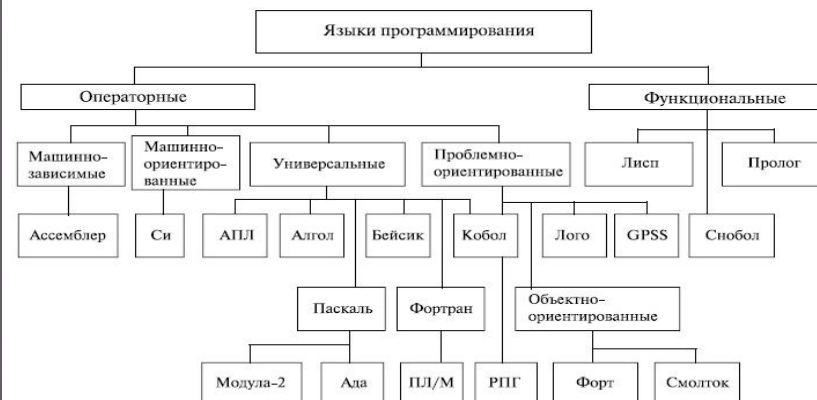 Языки программирования
Операторные
Функциональные
Машинно-
зависимые
Машинно-
ориентиро-
ванные
Универсальные
Проблемно-
ориентированные
Лисп
Пролог
Ассемблер
Си
АПЛ
Алгол
Бейсик
Кобол
Лого
GPSS
Снобол
Паскаль
Фортран
Объектно-
ориентированные
Модула-2
Ада
ПЛ/М
РПГ
Форт
Смолток